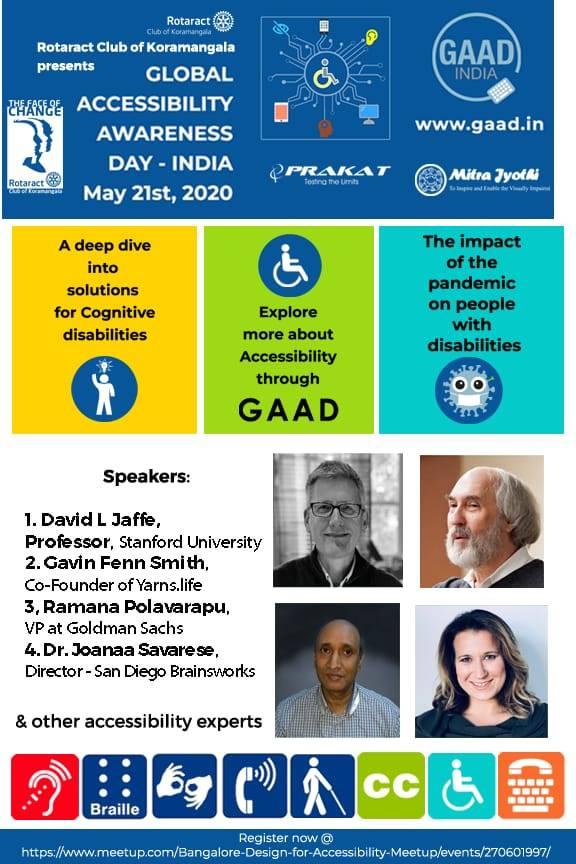 Rotaract
Club of Koramangala
Rotaract Club of Koramangala
presents
GLOBAL
ACCESSIBILITY
AWARENESS
DAY - INDIA
May 21st, 2020
THE FACE OF
CHANGE
Rotaract
Club of Koramangala
GAAD
INDIA
www.gaad.in
PRAKAT
Testing the Limits
Mitra Jyothi
To Inspire and Enable the Visually Impaired
A deep dive
into
solutions
for Cognitive
disabilities
Explore
more about
Accessibility
through
GAAD
The impact
of the
pandemic
on people
with
disabilities
Speakers:
1. David L Jaffe,
Professor, Stanford University
2. Gavin Fenn Smith,
Co-Founder of Yarns.life
3, Ramana Polavarapu,
VP at Goldman Sachs
4. Dr. Joanaa Savarese,
Director - San Diego Brainsworks
& other accessibility experts
Braille
CC
Register now @
https://www.meetup.com/Bangalore-Design-for-Accessibility-Meetup/events/270601997/